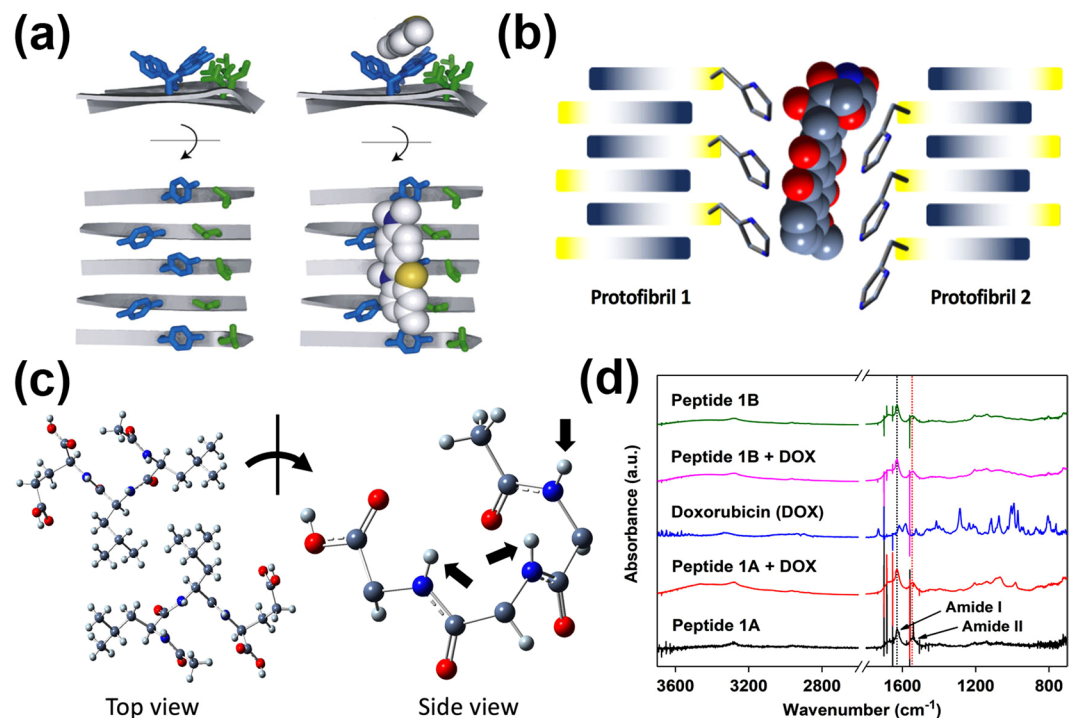 (a)
(b)
Protofibril 1
Protofibril 2
(c)
Top view
Side view
(d)
Absorbance (a.u.)
Peptide 1B
Peptide 1B + DOX
Doxorubicin (DOX)
Peptide 1A + DOX
Peptide 1A
Amide I
Amide II
3600 3200 2800 1600 1200 800
Wavenumber (cm⁻¹)